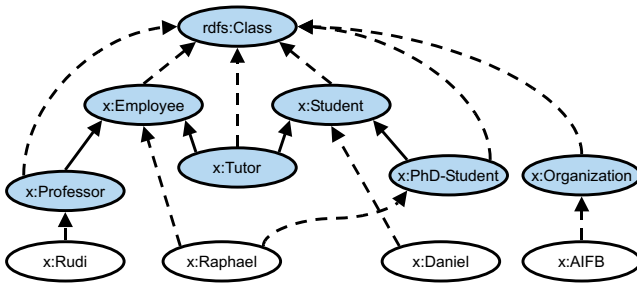 rdfs:Class
x:Employee
x:Student
x:Tutor
x:Professor
x:PhD-Student
x:Organization
x:Rudi
x:Raphael
x:Daniel
x:AIFB